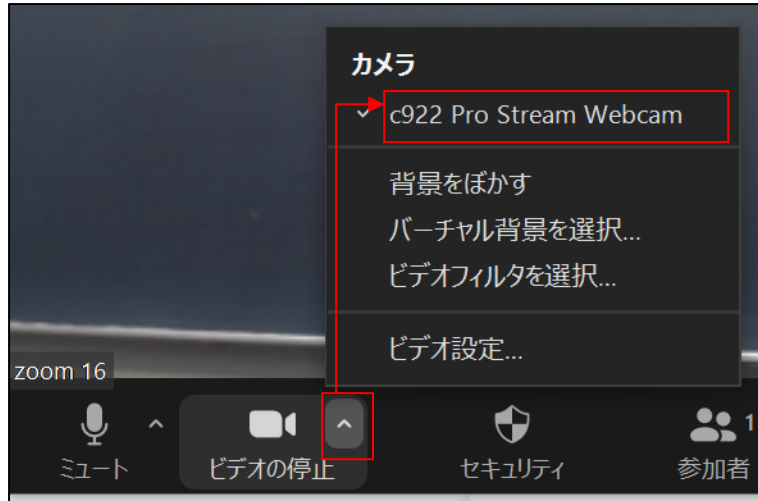 カメラ
c922 Pro Stream Webcam
背景をぼかす
バーチャル背景を選択...
ビデオフィルタを選択...
ビデオ設定...
zoom 16
ミュート
ビデオの停止
セキュリティ
参加者
1